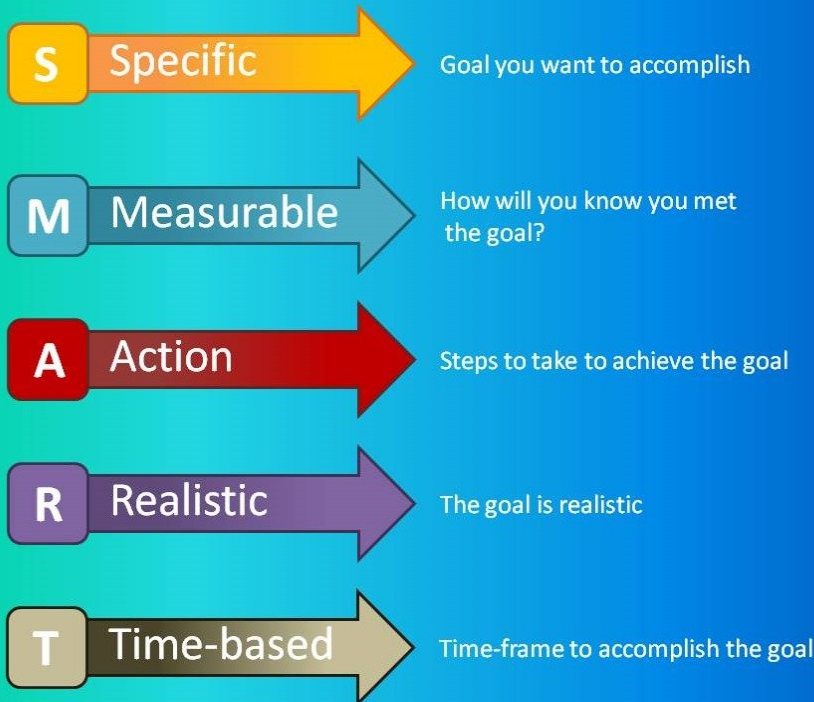 S Specific Goal you want to accomplish
M Measurable How will you know you met
the goal?
A Action Steps to take to achieve the goal
R Realistic The goal is realistic
T Time-based Time-frame to accomplish the goal